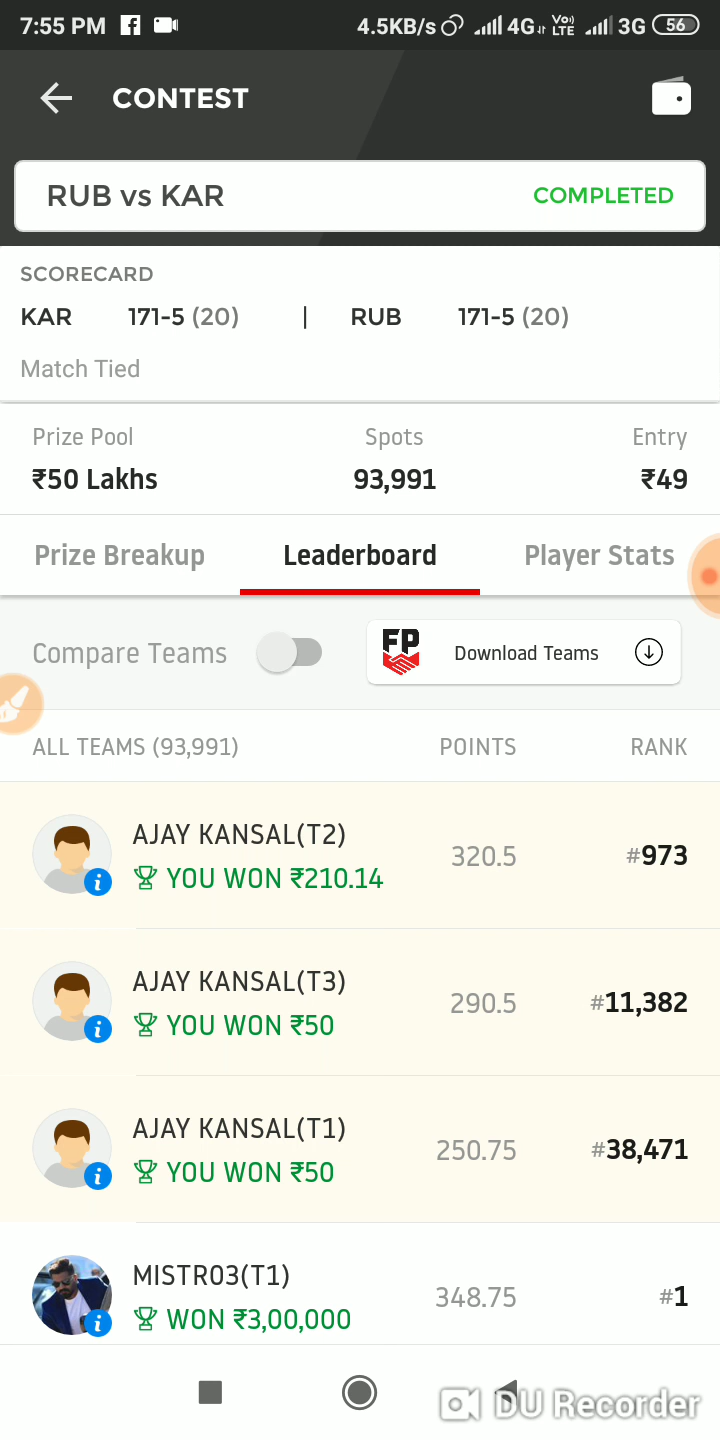 7:55 PM 4.5KB/s 4G VoLTE 3G 56
CONTEST
RUB vs KAR COMPLETED
SCORECARD
KAR 171-5 (20) | RUB 171-5 (20)
Match Tied
Prize Pool Spots Entry
₹50 Lakhs 93,991 ₹49
Prize Breakup Leaderboard Player Stats
Compare Teams FP Download Teams
ALL TEAMS (93,991) POINTS RANK
AJAY KANSAL(T2)
YOU WON ₹210.14 320.5 #973
AJAY KANSAL(T3)
YOU WON ₹50 290.5 #11,382
AJAY KANSAL(T1)
YOU WON ₹50 250.75 #38,471
MISTR03(T1)
WON ₹3,00,000 348.75 #1
DU Recorder